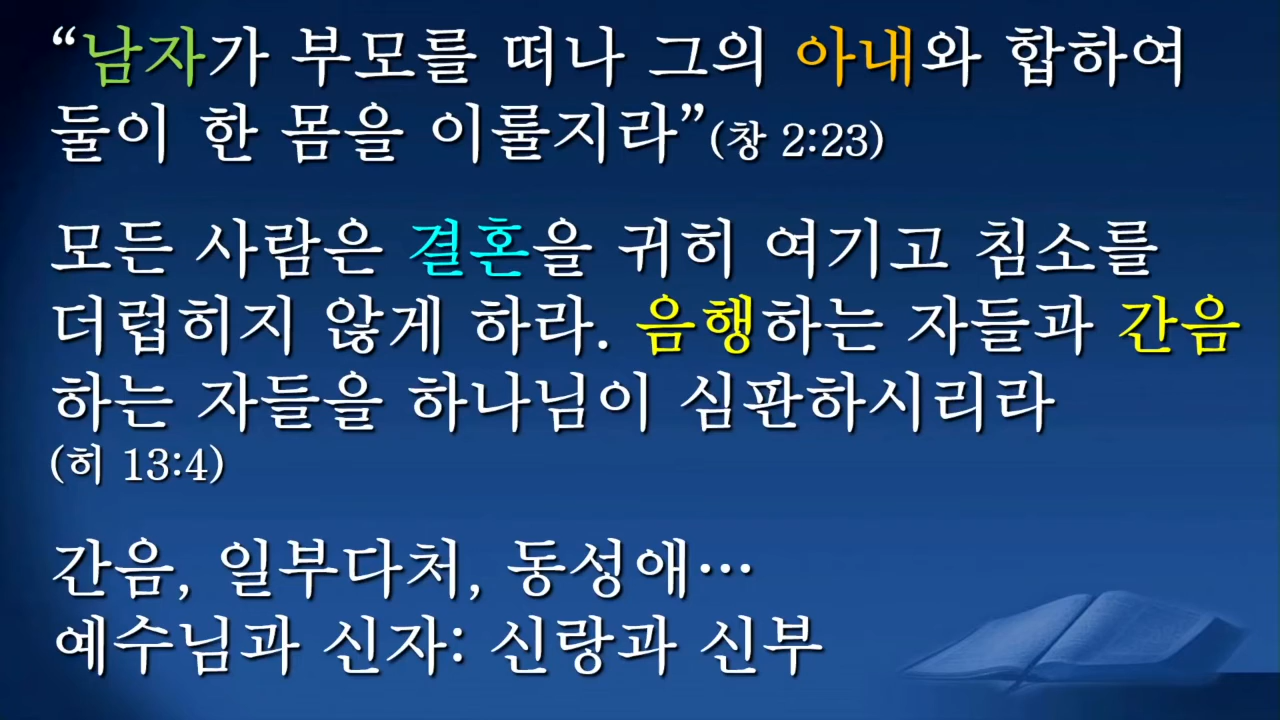 “남자가 부모를 떠나 그의 아내와 합하여
둘이 한 몸을 이룰지라”(창 2:23)
모든 사람은 결혼을 귀히 여기고 침소를
더럽히지 않게 하라. 음행하는 자들과 간음
하는 자들을 하나님이 심판하시리라
(히 13:4)
간음, 일부다처, 동성애…
예수님과 신자: 신랑과 신부